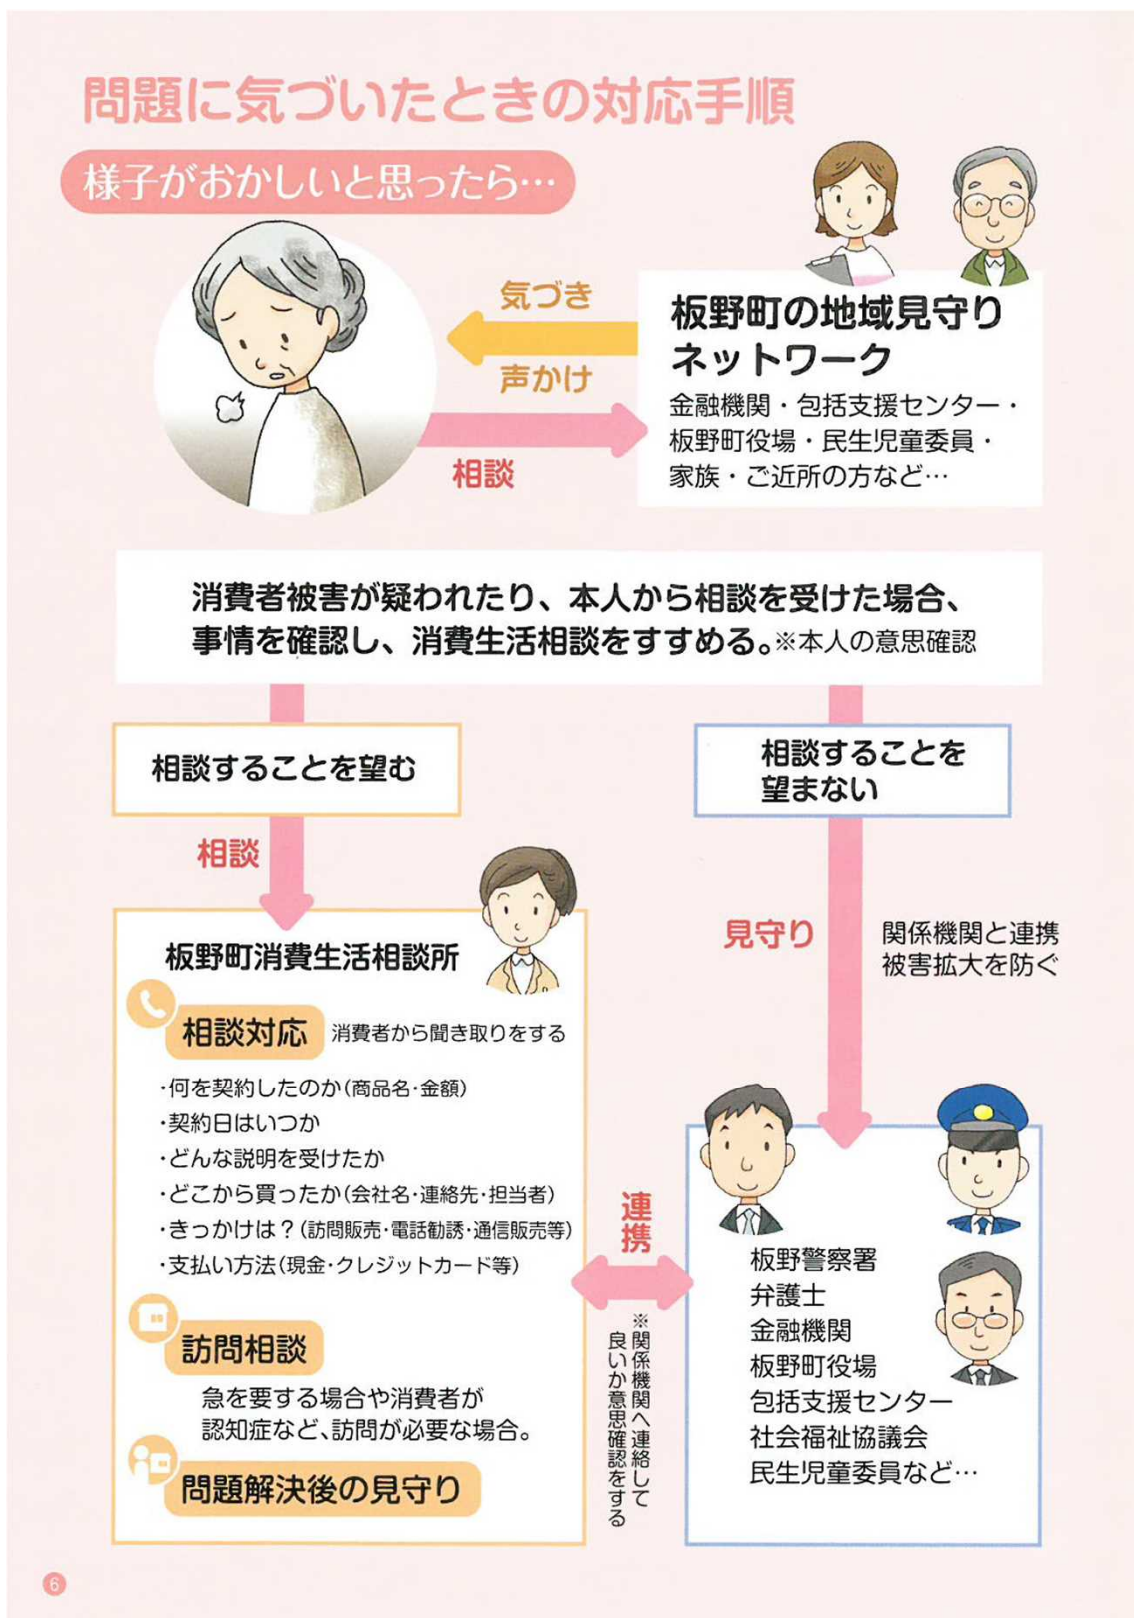 問題に気づいたときの対応手順
様子がおかしいと思ったら…
気づき
声かけ
相談
板野町の地域見守り
ネットワーク
金融機関・包括支援センター・
板野町役場・民生児童委員・
家族・ご近所の方など…
消費者被害が疑われたり、本人から相談を受けた場合、
事情を確認し、消費生活相談をすすめる。※本人の意思確認
相談することを望む
相談
板野町消費生活相談所
相談対応 消費者から聞き取りをする
・何を契約したのか(商品名・金額)
・契約日はいつか
・どんな説明を受けたか
・どこから買ったか(会社名・連絡先・担当者)
・きっかけは？(訪問販売・電話勧誘・通信販売等)
・支払い方法(現金・クレジットカード等)
訪問相談
急を要する場合や消費者が
認知症など、訪問が必要な場合。
問題解決後の見守り
相談することを
望まない
見守り
関係機関と連携
被害拡大を防ぐ
連携
※関係機関へ連絡して
良いか意思確認をする
板野警察署
弁護士
金融機関
板野町役場
包括支援センター
社会福祉協議会
民生児童委員など…
6